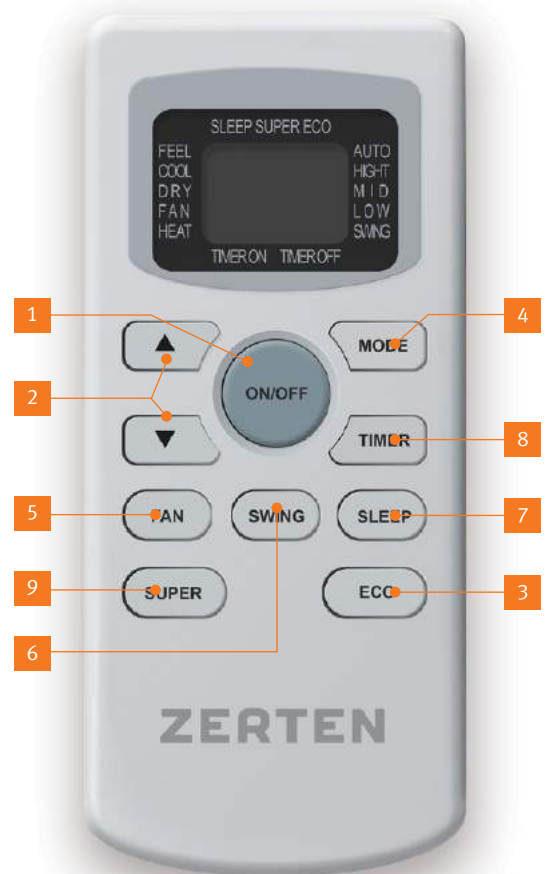 SLEEP SUPER ECO
FEEL AUTO
COOL HIGHT
DRY MID
FAN LOW
HEAT SWING
TIMER ON TIMER OFF
1 4
MODE
2 ON/OFF
TIMER 8
5 FAN SWING SLEEP 7
9 SUPER ECO 3
6
ZERTEN